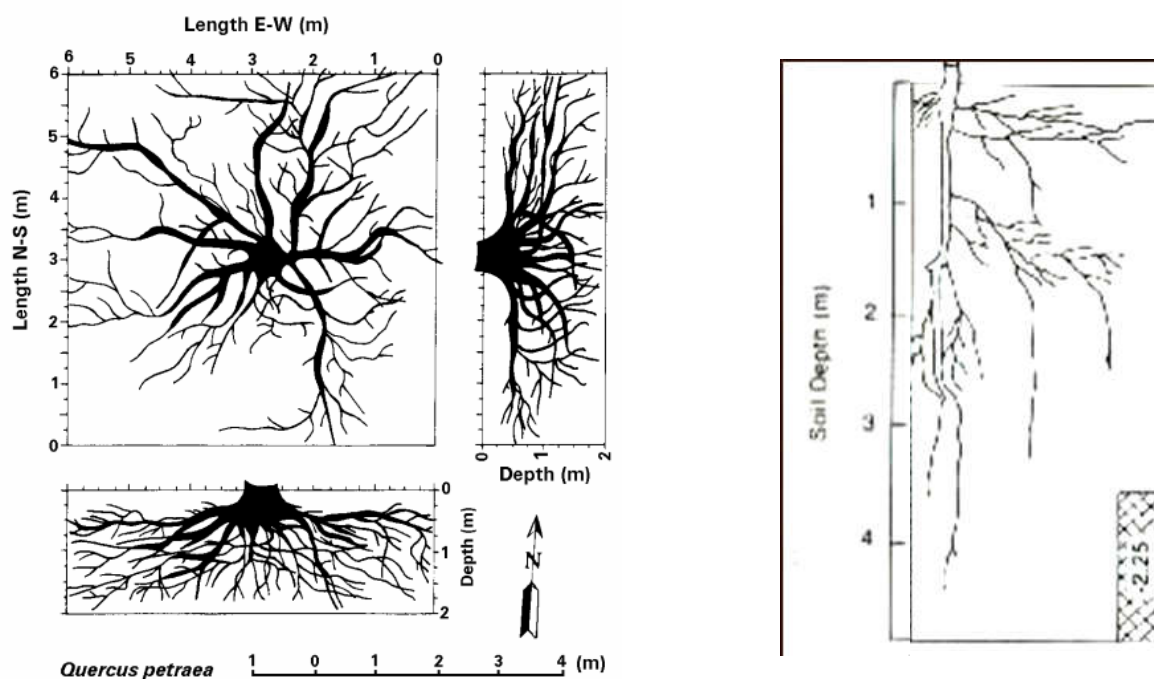 Length E-W (m)
6 5 4 3 2 1 0
6
5
4
3
2
1
0
Length N-S (m)
0 1 2
Depth (m)
0
1
2
Depth (m)
N
Quercus petraea
1 0 1 2 3 4 (m)
Soil Depth (m)
1
2
3
4
-2.25